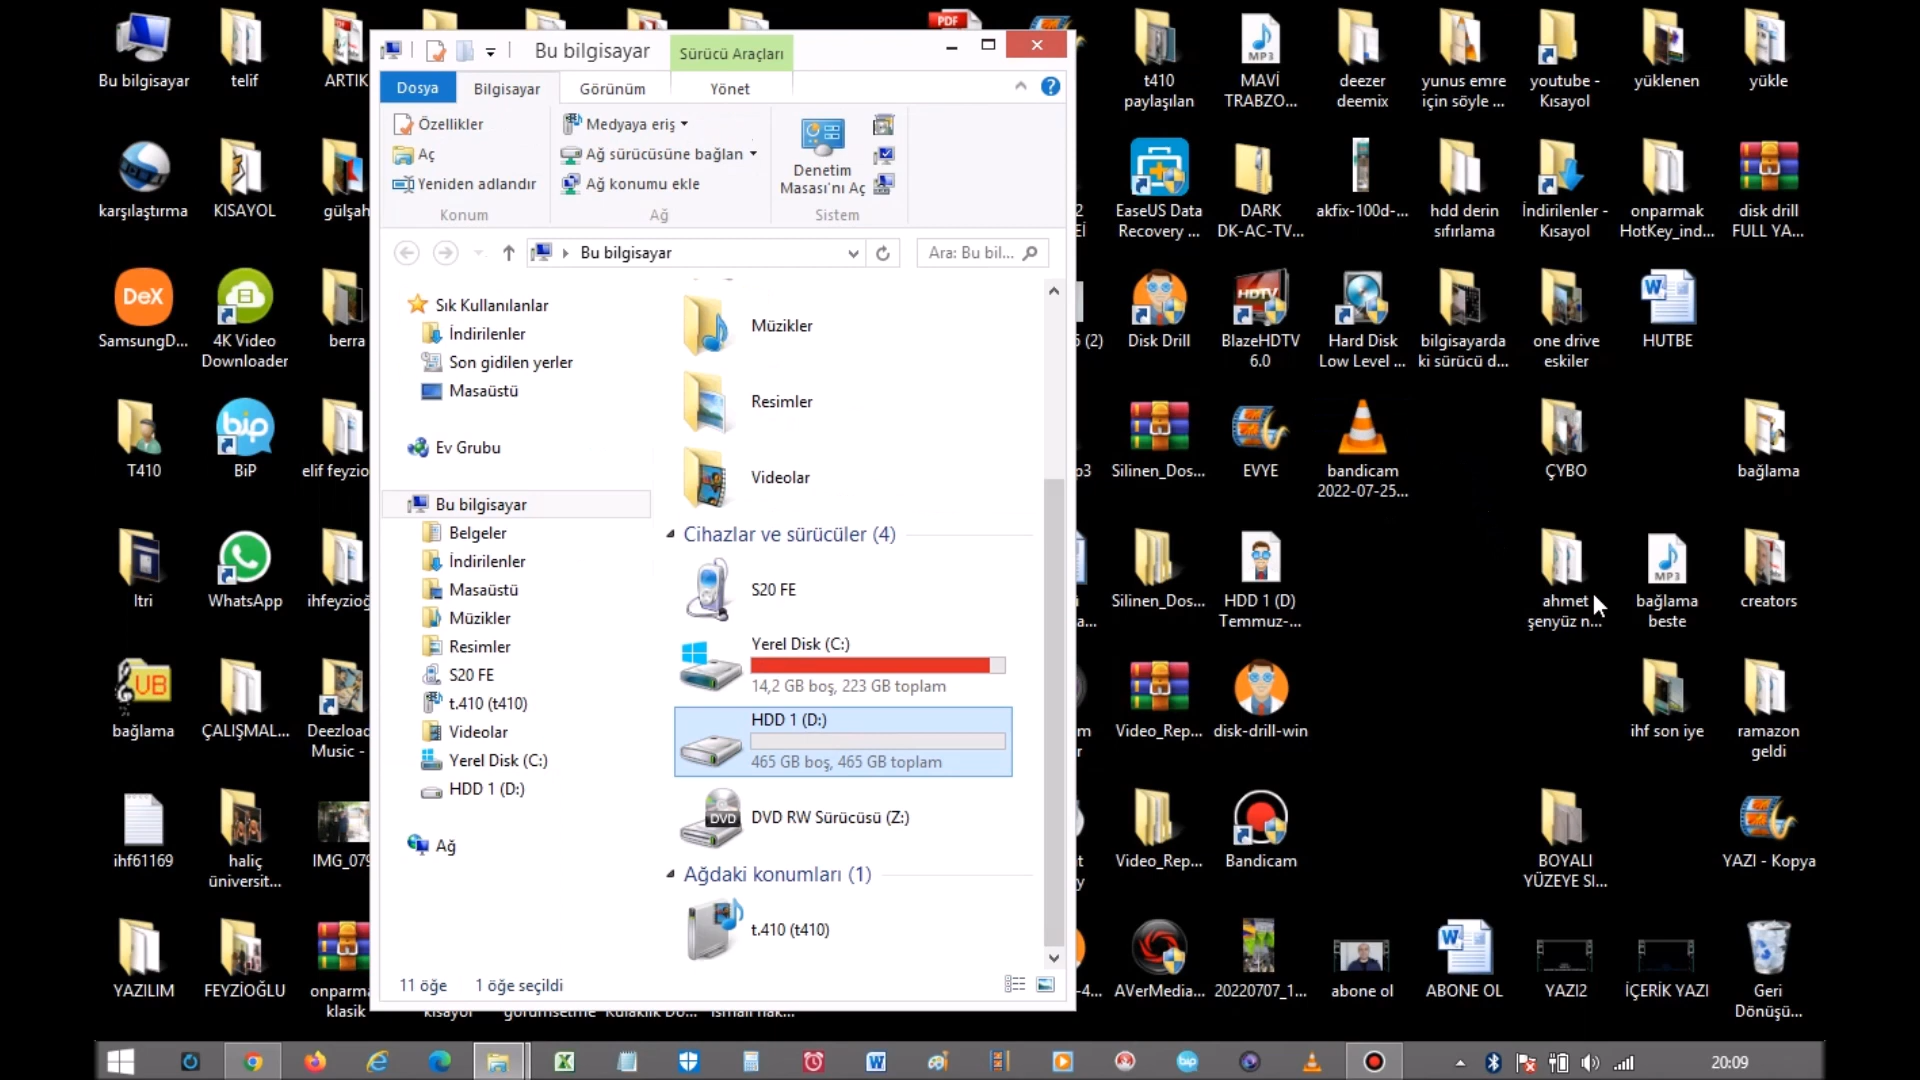 Bu bilgisayar
Sürücü Araçları
Dosya
Bilgisayar
Görünüm
Yönet
Özellikler
Aç
Yeniden adlandır
Konum
Medyaya eriş
Ağ sürücüsüne bağlan
Ağ konumu ekle
Ağ
Denetim
Masası'nı Aç
Sistem
Bu bilgisayar
Ara: Bu bil...
Sık Kullanılanlar
İndirilenler
Son gidilen yerler
Masaüstü
Ev Grubu
Bu bilgisayar
Belgeler
İndirilenler
Masaüstü
Müzikler
Resimler
S20 FE
t.410 (t410)
Videolar
Yerel Disk (C:)
HDD 1 (D:)
Ağ
Müzikler
Resimler
Videolar
Cihazlar ve sürücüler (4)
S20 FE
Yerel Disk (C:)
14,2 GB boş, 223 GB toplam
HDD 1 (D:)
465 GB boş, 465 GB toplam
DVD
DVD RW Sürücüsü (Z:)
Ağdaki konumları (1)
t.410 (t410)
11 öğe
1 öğe seçildi
Bu bilgisayar
telif
ARTIK
PDF
t410
paylaşılan
MP3
MAVİ
TRABZO...
deezer
deemix
yunus emre
için söyle ...
youtube -
Kısayol
yüklenen
yükle
karşılaştırma
KISAYOL
gülşah
EaseUS Data
Recovery ...
DARK
DK-AC-TV...
akfix-100d-...
hdd derin
sıfırlama
İndirilenler -
Kısayol
onparmak
HotKey_ind...
disk drill
FULL YA...
DeX
SamsungD...
4K Video
Downloader
berra
(2)
Disk Drill
HDTV
BlazeHDTV
6.0
Hard Disk
Low Level ...
bilgisayarda
ki sürücü d...
one drive
eskiler
HUTBE
T410
bip
BiP
elif feyzio
Silinen_Dos...
EVYE
bandicam
2022-07-25...
ÇYBO
bağlama
ltri
WhatsApp
ihfeyzioğ
Silinen_Dos...
HDD 1 (D)
Temmuz-...
ahmet
şenyüz n...
MP3
bağlama
beste
creators
UB
bağlama
ÇALIŞMAL...
Deezload
Music -
Video_Rep...
disk-drill-win
ihf son iye
ramazon
geldi
ihf61169
haliç
üniversit...
IMG_079
Video_Rep...
Bandicam
BOYALI
YÜZEYE SI...
YAZI - Kopya
YAZILIM
FEYZİOĞLU
onparma
klasik
AVerMedia...
20220707_1...
abone ol
ABONE OL
YAZI2
İÇERİK YAZI
Geri
Dönüşü...
20:09